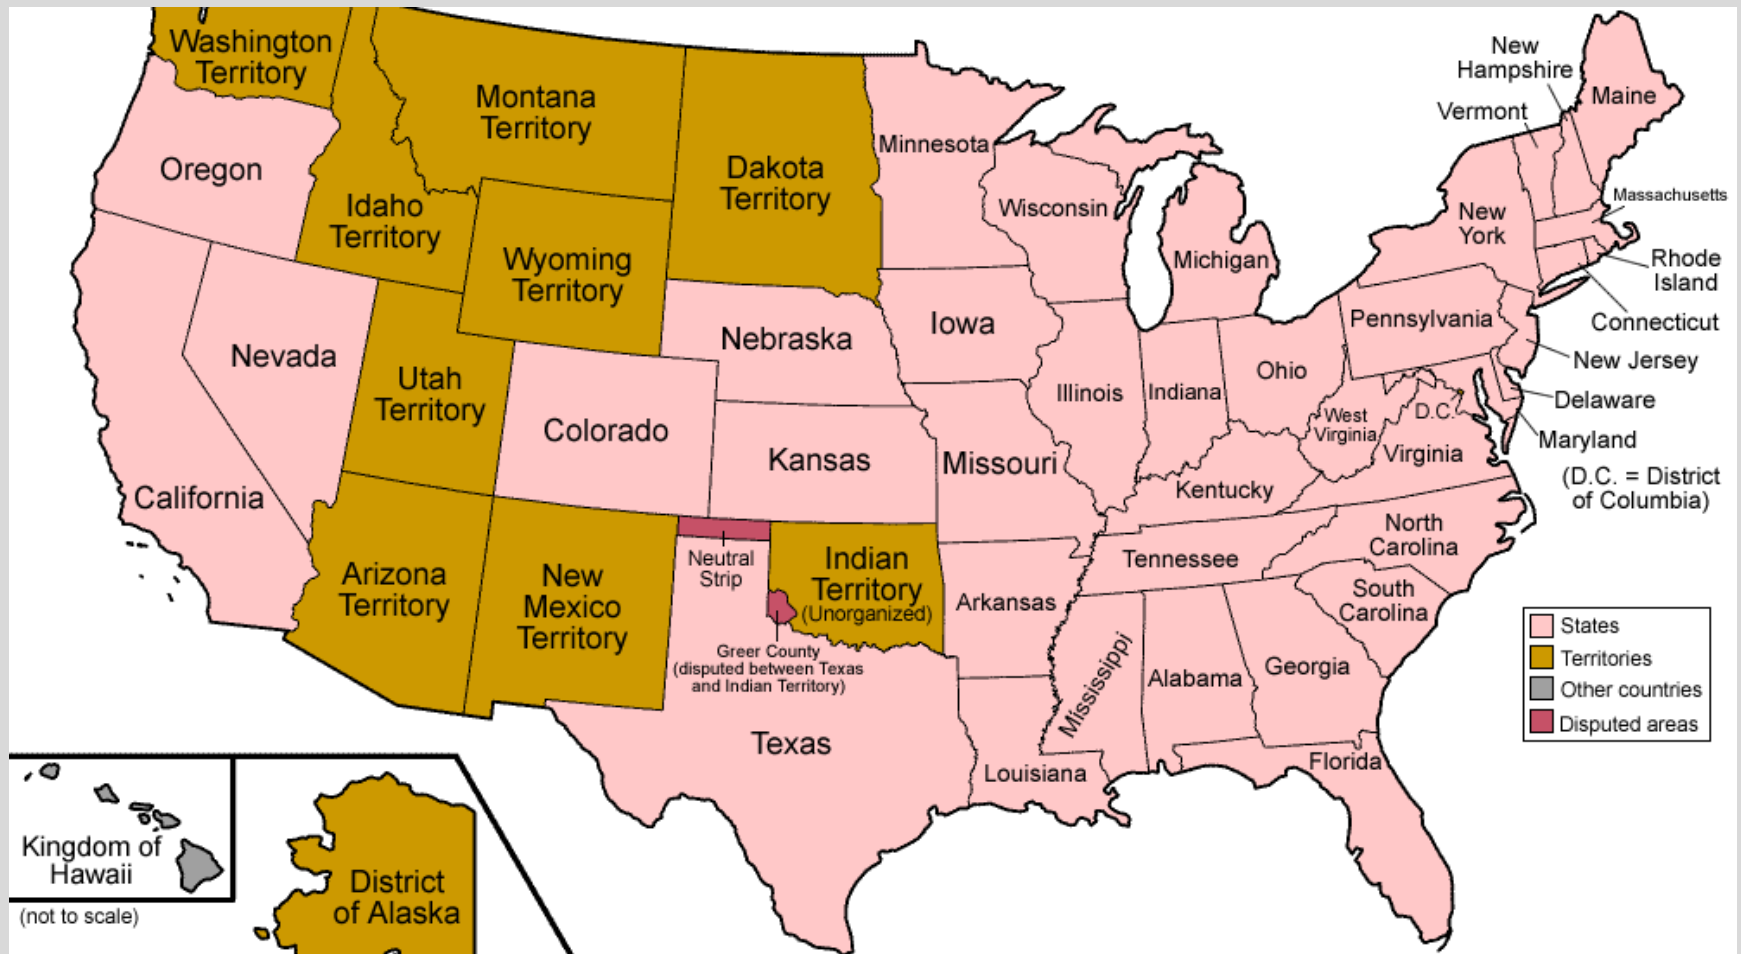 Washington
Territory
Montana
Territory
Dakota
Territory
Minnesota
New
Hampshire
Vermont
Maine
Oregon
Idaho
Territory
Wyoming
Territory
Wisconsin
Michigan
New
York
Massachusetts
Rhode
Island
Connecticut
New Jersey
Delaware
Maryland
(D.C. = District
of Columbia)
Nevada
Utah
Territory
Colorado
Nebraska
Iowa
Illinois
Indiana
Ohio
Pennsylvania
West
Virginia
D.C.
Virginia
California
Kansas
Missouri
Kentucky
North
Carolina
Tennessee
South
Carolina
Arizona
Territory
New
Mexico
Territory
Neutral
Strip
Indian
Territory
(Unorganized)
Greer County
(disputed between Texas
and Indian Territory)
Arkansas
Mississippi
Alabama
Georgia
Texas
Louisiana
Florida
States
Territories
Other countries
Disputed areas
Kingdom of
Hawaii
(not to scale)
District
of Alaska